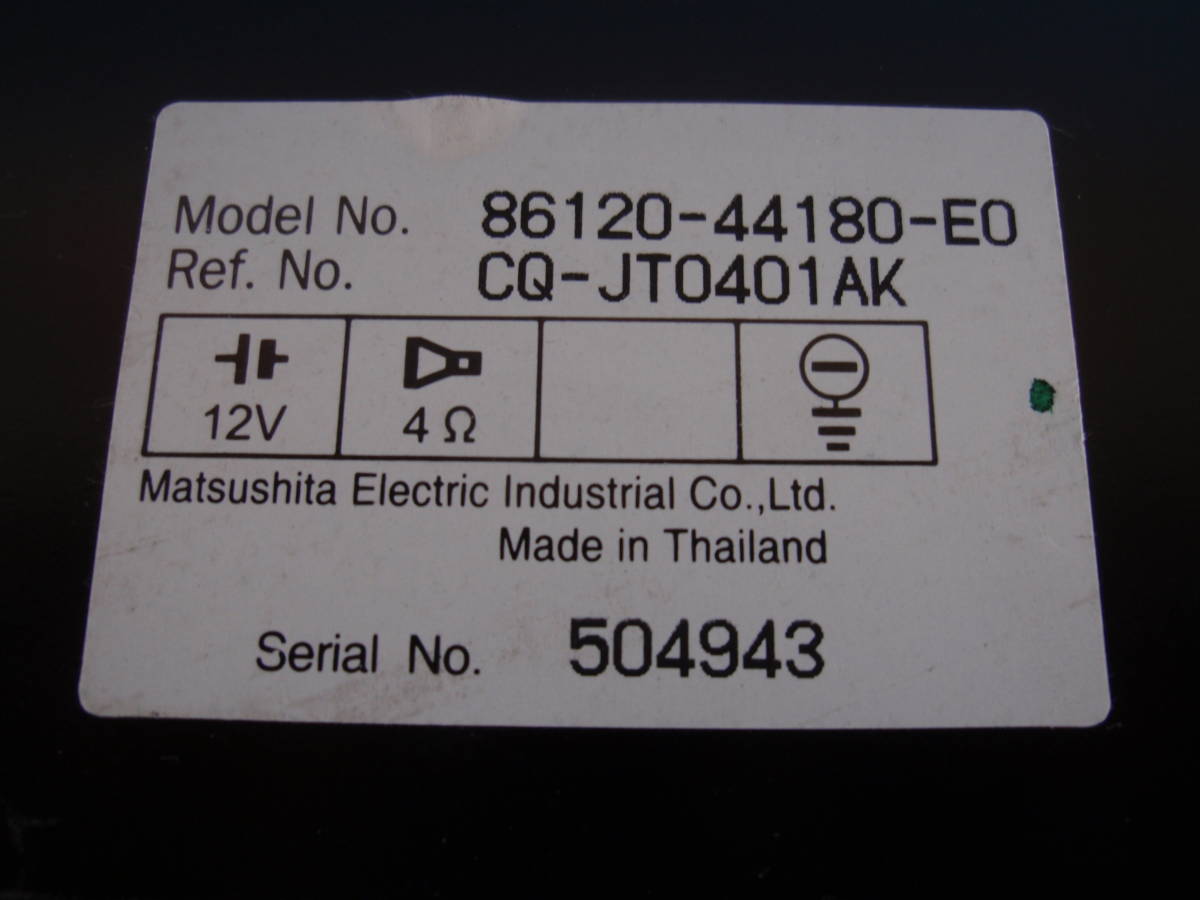 Model No. 86120-44180-E0
Ref. No. CQ-JT0401AK
12V 4 Ω
Matsushita Electric Industrial Co.,Ltd.
Made in Thailand
Serial No. 504943